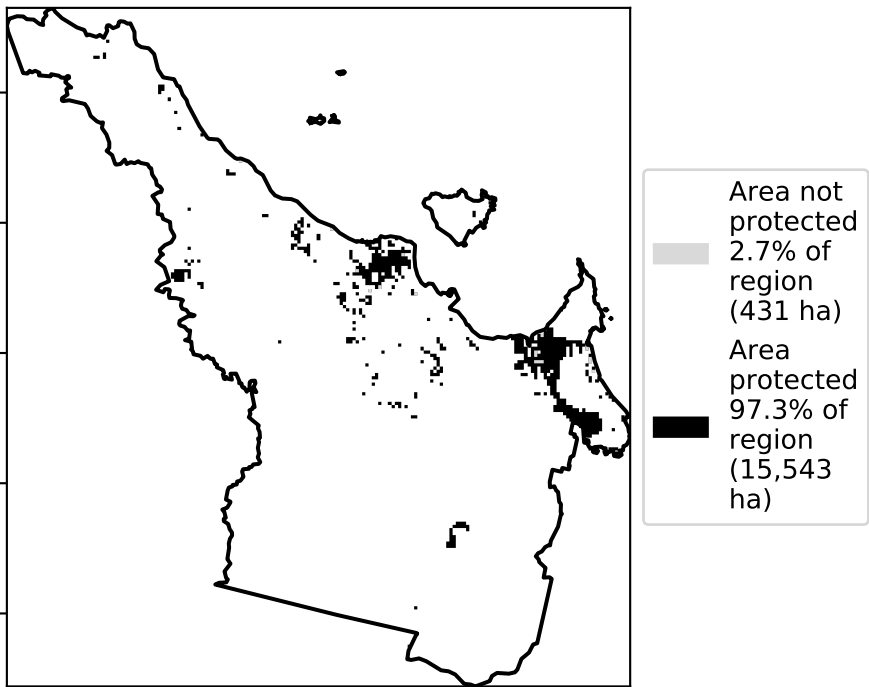 Area not
protected
2.7% of
region
(431 ha)
Area
protected
97.3% of
region
(15,543
ha)